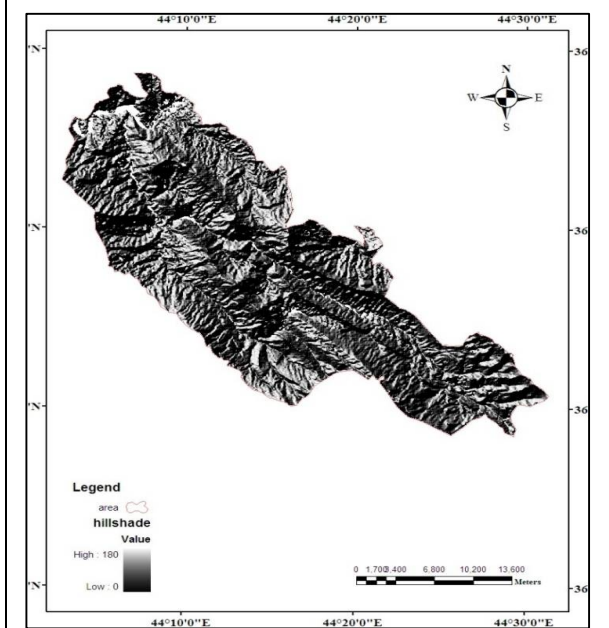 44°10'0"E 44°20'0"E 44°30'0"E
'N 36
N
W E
S
'N 36
'N 36
Legend
area
hillshade
Value
High : 180
Low : 0
0 1,700 3,400 6,800 10,200 13,600
Meters
'N 36
44°10'0"E 44°20'0"E 44°30'0"E